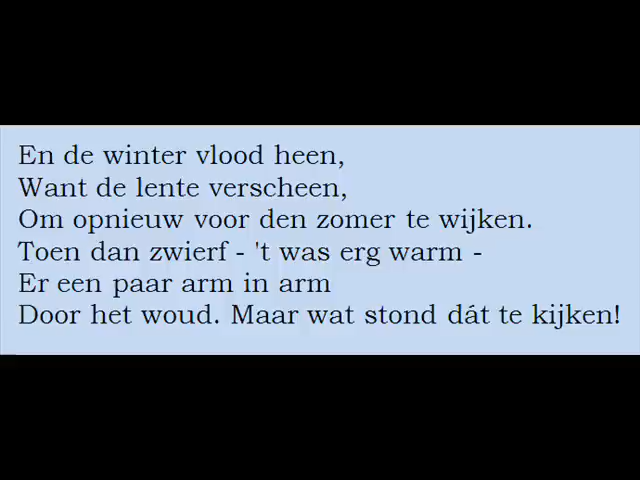 En de winter vlood heen,
Want de lente verscheen,
Om opnieuw voor den zomer te wijken.
Toen dan zwierf - 't was erg warm -
Er een paar arm in arm
Door het woud. Maar wat stond dát te kijken!